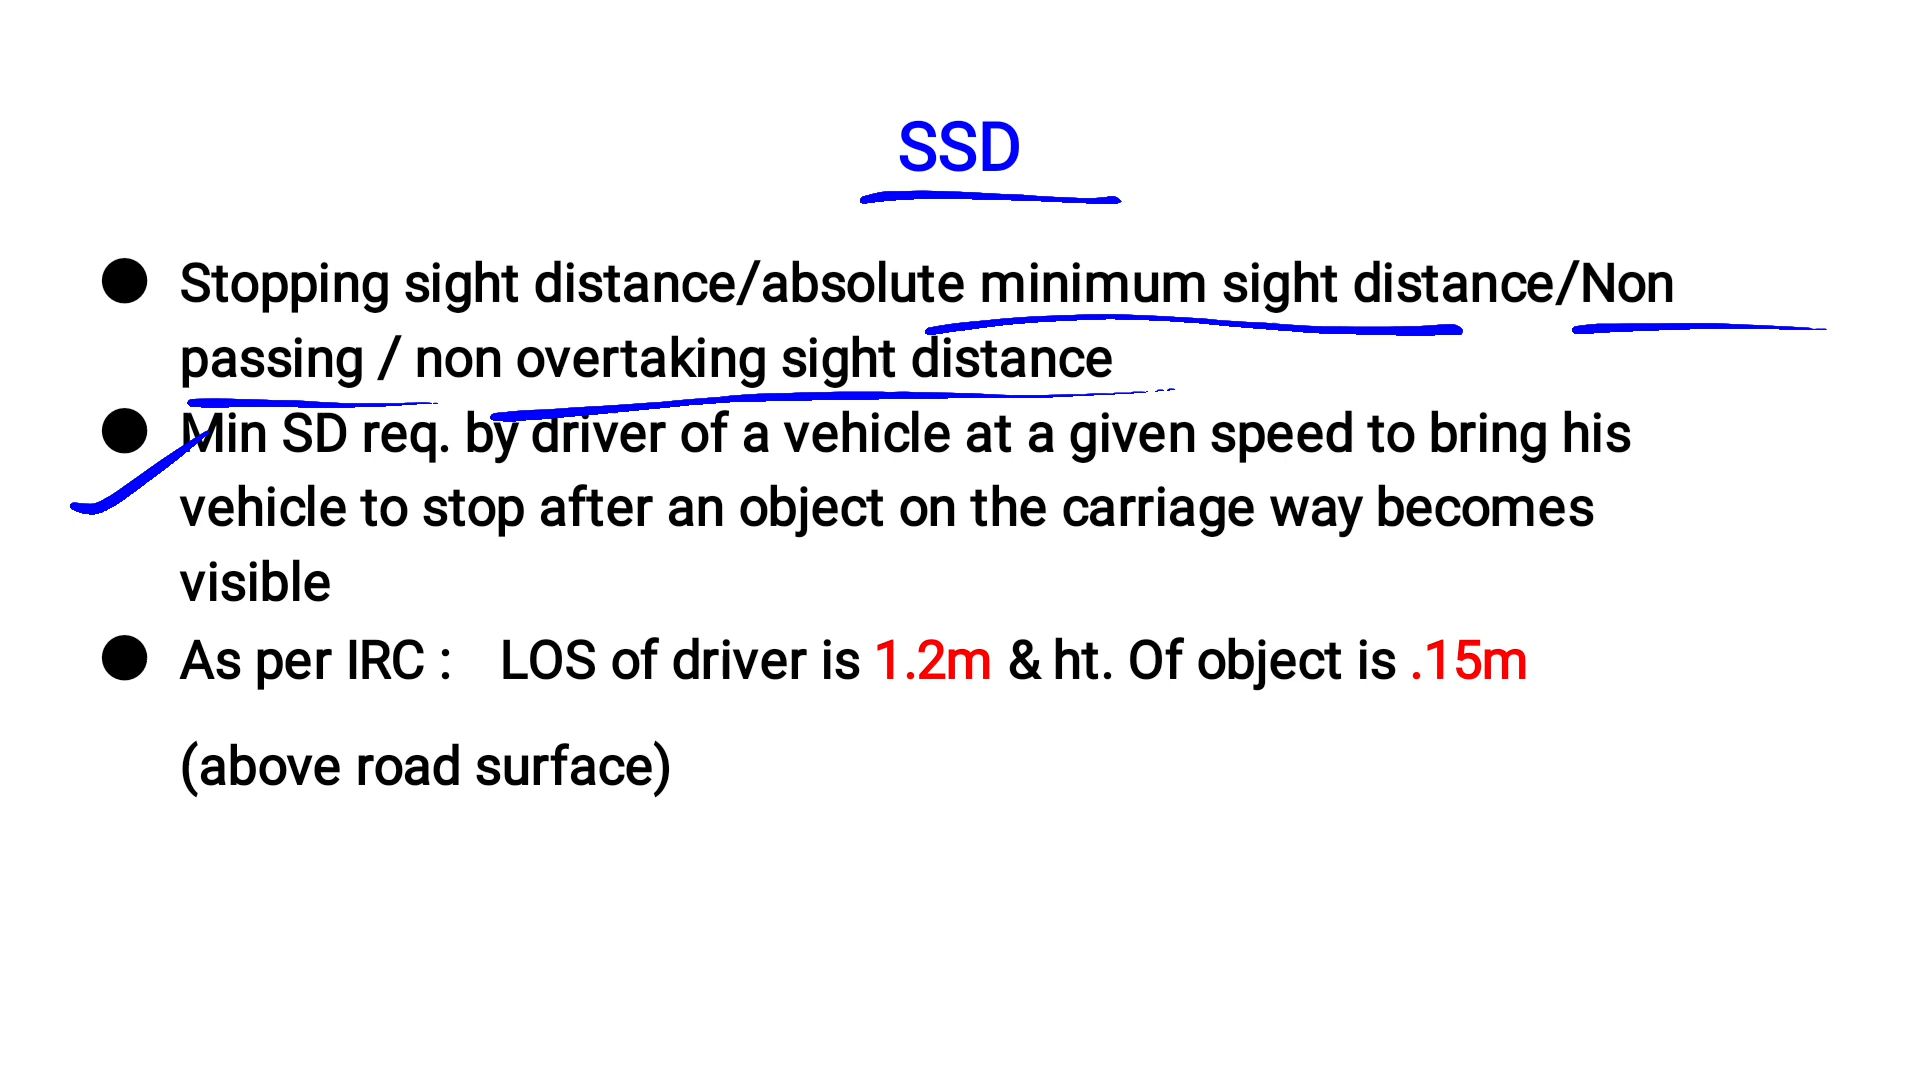 SSD
● Stopping sight distance/absolute minimum sight distance/Non
passing / non overtaking sight distance
● Min SD req. by driver of a vehicle at a given speed to bring his
vehicle to stop after an object on the carriage way becomes
visible
● As per IRC : LOS of driver is 1.2m & ht. Of object is .15m
(above road surface)